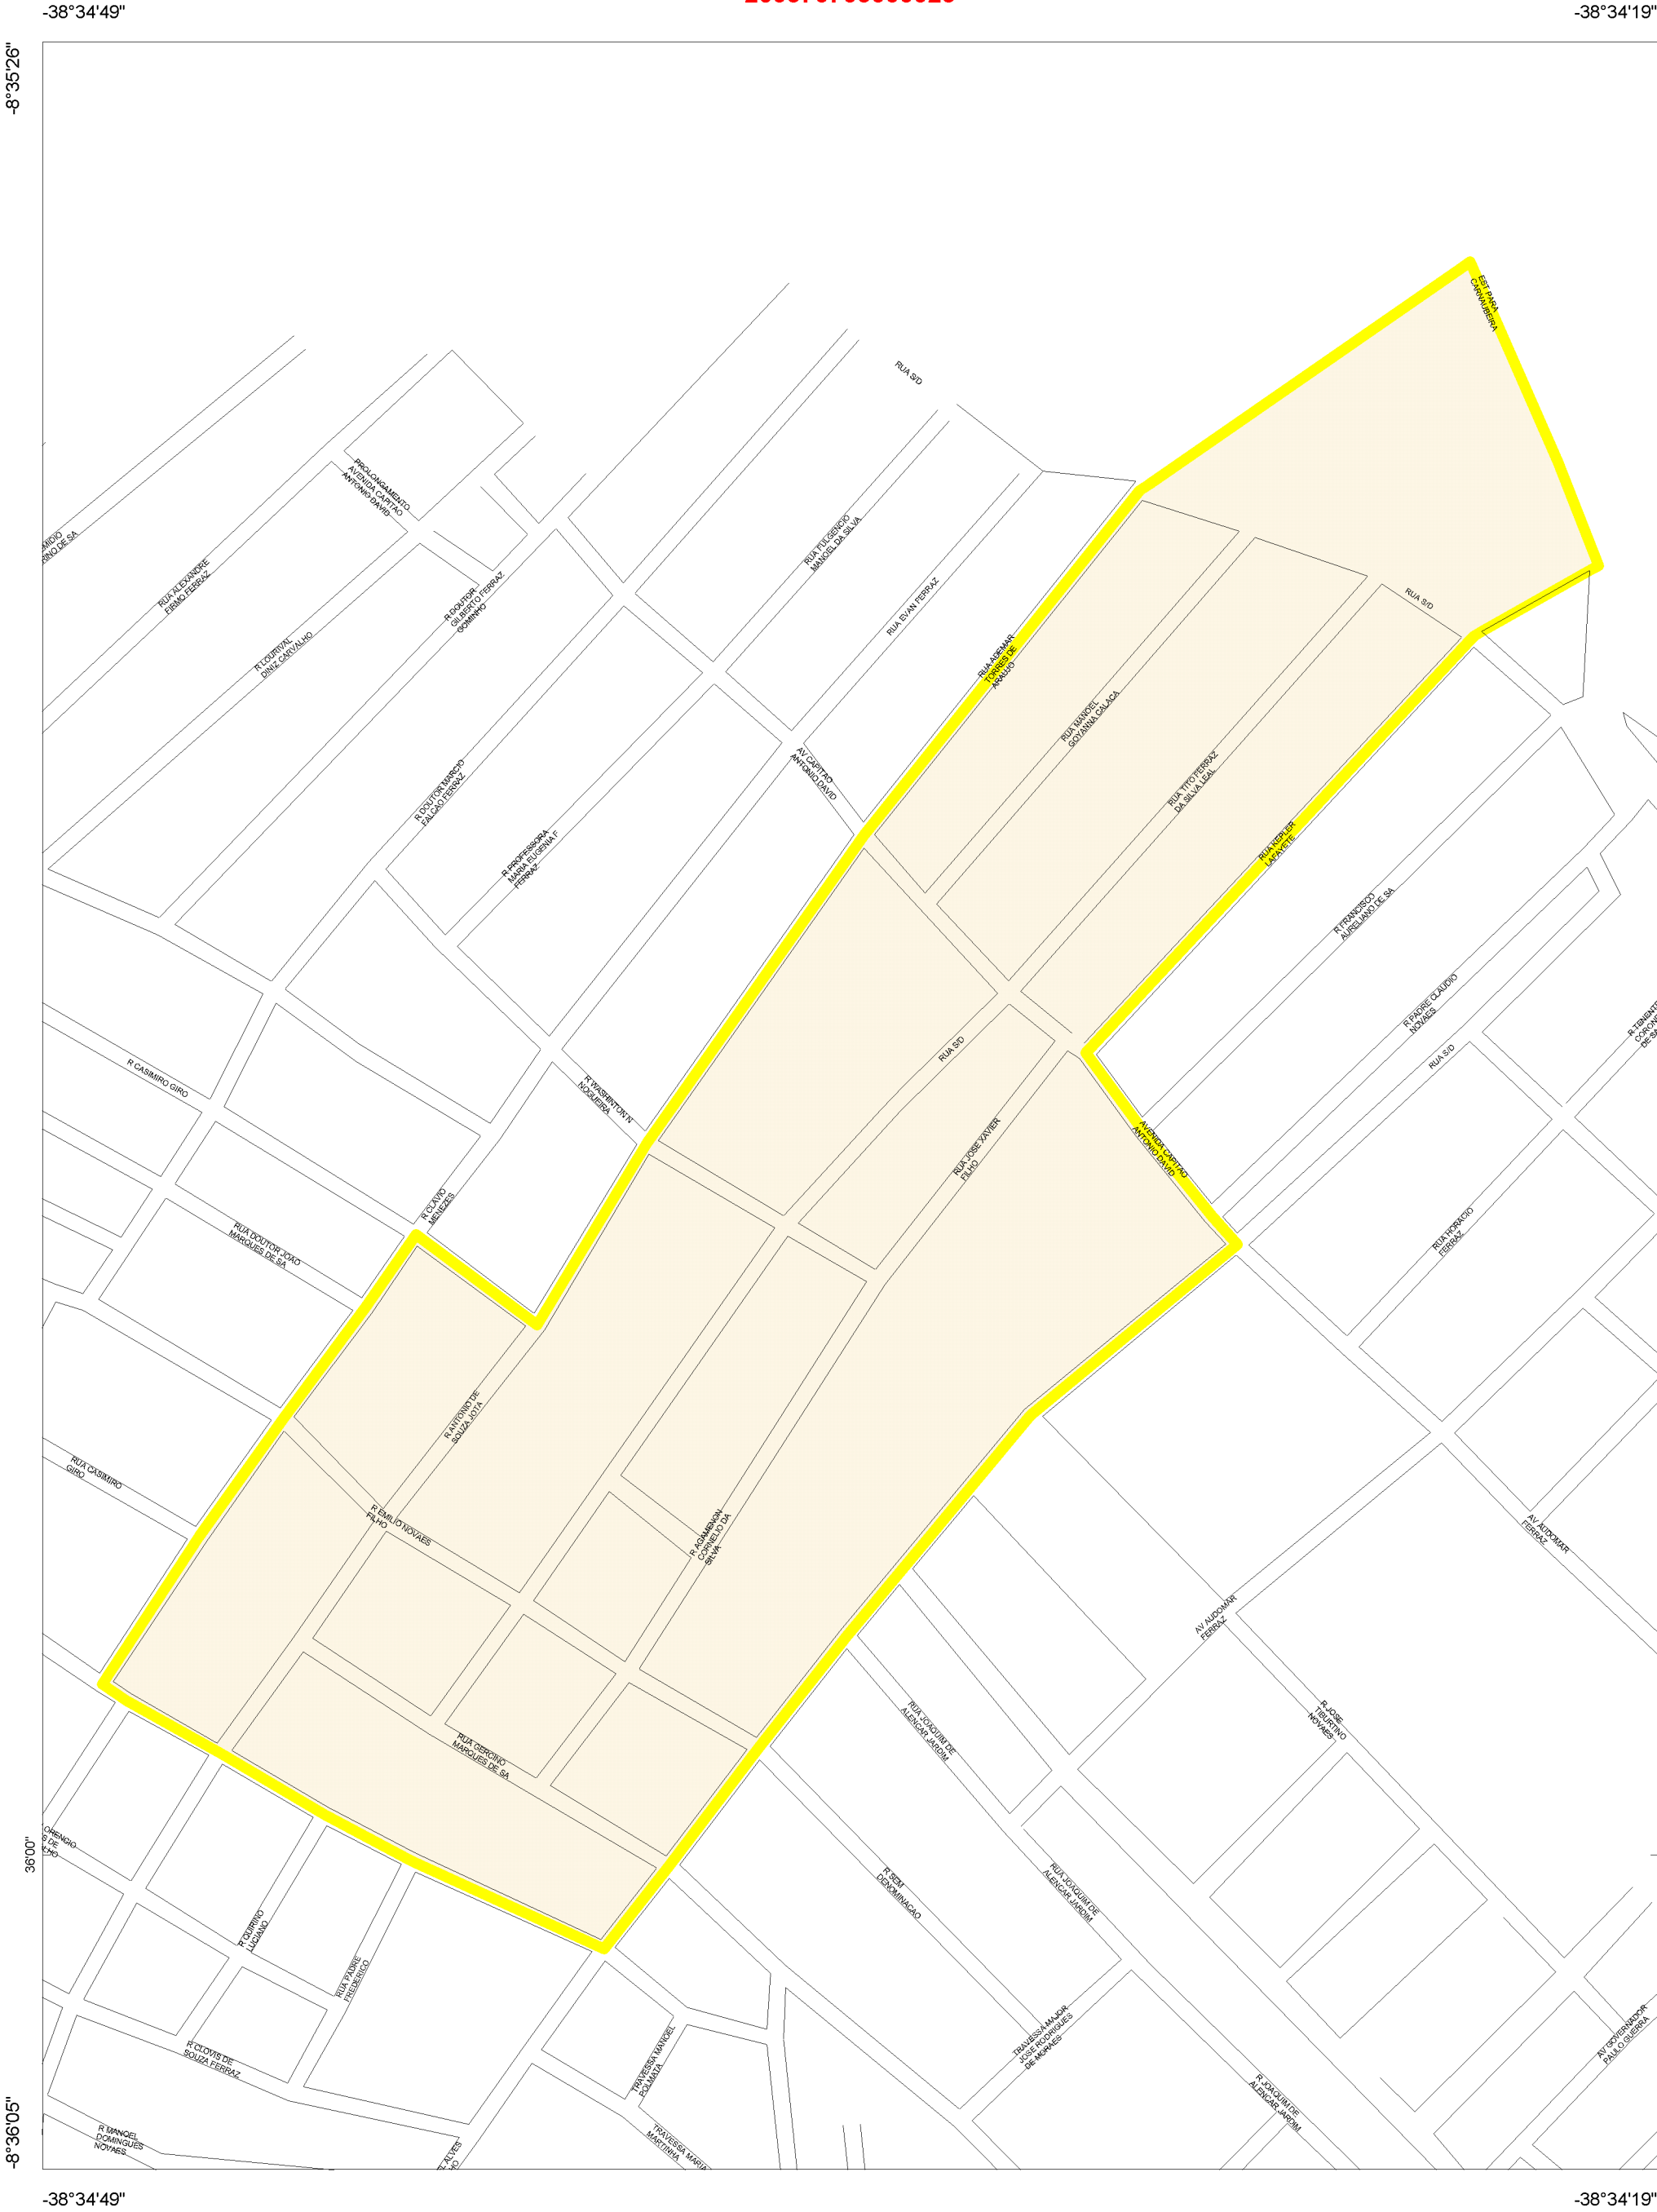 -38°34'49"
-38°34'19"
-8°35'26"
EST PARA
CARNAUBEIRA
RUA S/D
PROLONGAMENTO
AVENIDA CAPITAO
ANTONIO DAVID
RUA FULGENCIO
MANOEL DA SILVA
RUA ALEXANDRE
FIRMO FERRAZ
R DOUTOR
GILBERTO FERRAZ
GOMINHO
RUA EVAN FERRAZ
RUA S/D
R LOURIVAL
DINIZ CARVALHO
RUA ADEMAR
TORRES DE
ARAUJO
RUA MANOEL
GOYANNA CALACA
AV CAPITAO
ANTONIO DAVID
RUA TITO FERRAZ
DA SILVA LEAL
R DOUTOR MARCIO
FALCAO FERRAZ
R PROFESSORA
MARIA EUGENIA F
FERRAZ
RUA KEPLER
LAFAYETE
R FRANCISCO
AURELIANO DE SA
R PADRE CLAUDIO
NOVAES
RUA S/D
RUA S/D
R CASIMIRO GIRO
R WASHINTON N
NOGUEIRA
RUA JOSE XAVIER
FILHO
AVENIDA CAPITAO
ANTONIO DAVID
R CLAVIO
MENEZES
RUA DOUTOR JOAO
MARQUES DE SA
RUA HORACIO
FERRAZ
R ANTONIO DE
SOUZA JOTA
RUA CASIMIRO
GIRO
R EMILIO NOVAES
FILHO
R AGAMENON
CORNELIO DA
SILVA
AV AUDOMAR
FERRAZ
AV AUDOMAR
FERRAZ
RUA JOAQUIM DE
ALENCAR JARDIM
R JOSE
TIBURTINO
NOVAES
RUA GERCINO
MARQUES DE SA
36'00"
R SEM
DENOMINACAO
RUA JOAQUIM DE
ALENCAR JARDIM
R QUIRINO
LUCIANO
RUA PADRE
FREDERICO
R CLOVIS DE
SOUZA FERRAZ
TRAVESSA MANOEL
POLMATA
TRAVESSA MAJOR
JOSE RODRIGUES
DE MORAES
AV GOVERNADOR
PAULO GUERRA
R JOAQUIM DE
ALENCAR JARDIM
R MANOEL
DOMINGUES
NOVAES
TRAVESSA MARIA
MARTINHA
-8°36'05"
-38°34'49"
-38°34'19"